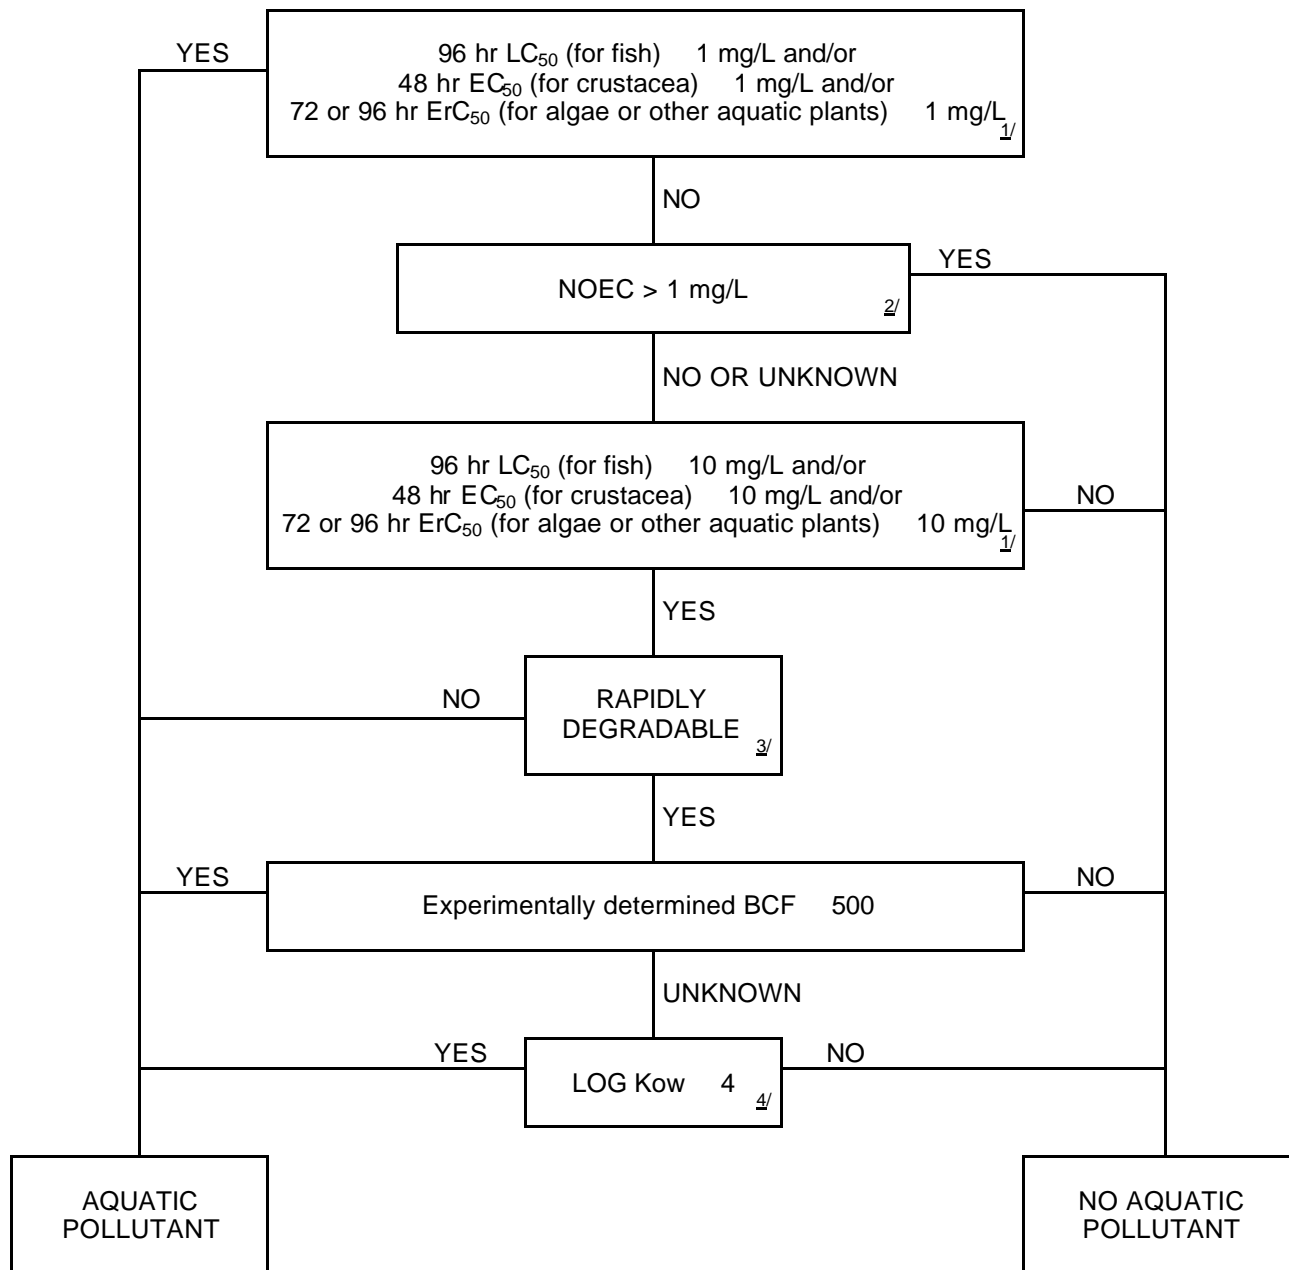 YES
96 hr LC50 (for fish) 1 mg/L and/or
48 hr EC50 (for crustacea) 1 mg/L and/or
72 or 96 hr ErC50 (for algae or other aquatic plants) 1 mg/L 1/
NO
YES
NOEC > 1 mg/L 2/
NO OR UNKNOWN
96 hr LC50 (for fish) 10 mg/L and/or
48 hr EC50 (for crustacea) 10 mg/L and/or
72 or 96 hr ErC50 (for algae or other aquatic plants) 10 mg/L 1/
NO
YES
NO
RAPIDLY
DEGRADABLE 3/
YES
YES
Experimentally determined BCF 500
NO
UNKNOWN
YES
LOG Kow 4 4/
NO
AQUATIC
POLLUTANT
NO AQUATIC
POLLUTANT